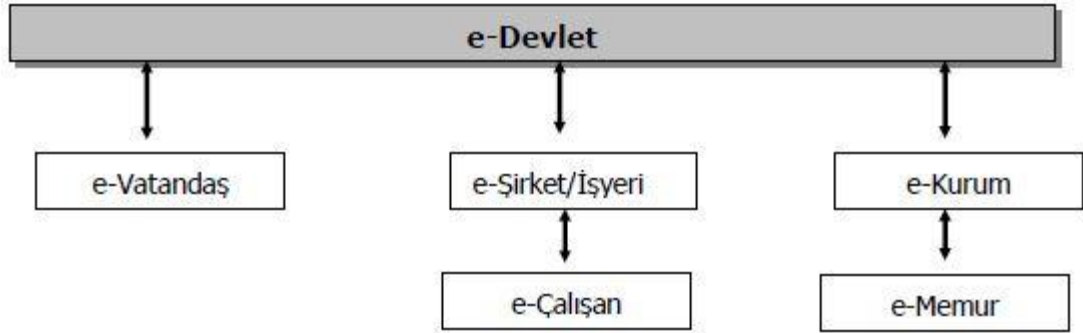 e-Devlet
e-Vatandaş
e-Şirket/İşyeri
e-Kurum
e-Çalışan
e-Memur